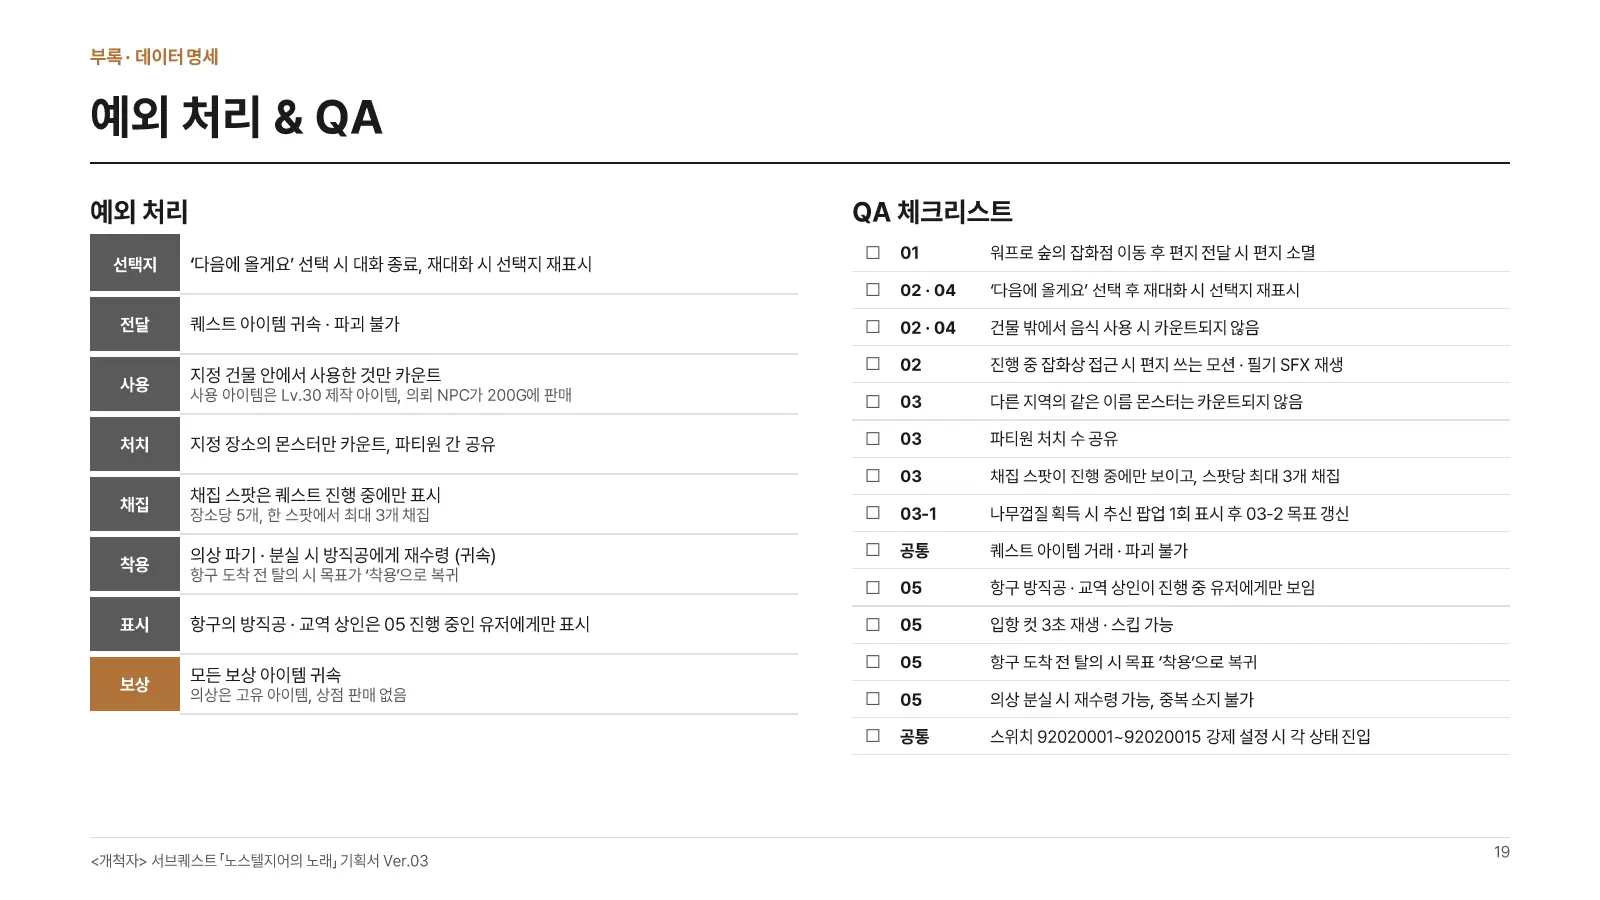 부록 · 데이터 명세
예외 처리 & QA
예외 처리
선택지
‘다음에 올게요’ 선택 시 대화 종료, 재대화 시 선택지 재표시
전달
퀘스트 아이템 귀속 · 파괴 불가
사용
지정 건물 안에서 사용한 것만 카운트
사용 아이템은 Lv.30 제작 아이템, 의뢰 NPC가 200G에 판매
처치
지정 장소의 몬스터만 카운트, 파티원 간 공유
채집
채집 스팟은 퀘스트 진행 중에만 표시
장소당 5개, 한 스팟에서 최대 3개 채집
착용
의상 파기 · 분실 시 방직공에게 재수령 (귀속)
항구 도착 전 탈의 시 목표가 ‘착용’으로 복귀
표시
항구의 방직공 · 교역 상인은 05 진행 중인 유저에게만 표시
보상
모든 보상 아이템 귀속
의상은 고유 아이템, 상점 판매 없음
QA 체크리스트
☐ 01 워프로 숲의 잡화점 이동 후 편지 전달 시 편지 소멸
☐ 02 · 04 ‘다음에 올게요’ 선택 후 재대화 시 선택지 재표시
☐ 02 · 04 건물 밖에서 음식 사용 시 카운트되지 않음
☐ 02 진행 중 잡화상 접근 시 편지 쓰는 모션 · 필기 SFX 재생
☐ 03 다른 지역의 같은 이름 몬스터는 카운트되지 않음
☐ 03 파티원 처치 수 공유
☐ 03 채집 스팟이 진행 중에만 보이고, 스팟당 최대 3개 채집
☐ 03-1 나무껍질 획득 시 추신 팝업 1회 표시 후 03-2 목표 갱신
☐ 공통 퀘스트 아이템 거래 · 파괴 불가
☐ 05 항구 방직공 · 교역 상인이 진행 중 유저에게만 보임
☐ 05 입항 컷 3초 재생 · 스킵 가능
☐ 05 항구 도착 전 탈의 시 목표 ‘착용’으로 복귀
☐ 05 의상 분실 시 재수령 가능, 중복 소지 불가
☐ 공통 스위치 92020001~92020015 강제 설정 시 각 상태 진입
<개척자> 서브퀘스트 ｢노스텔지어의 노래｣ 기획서 Ver.03
19